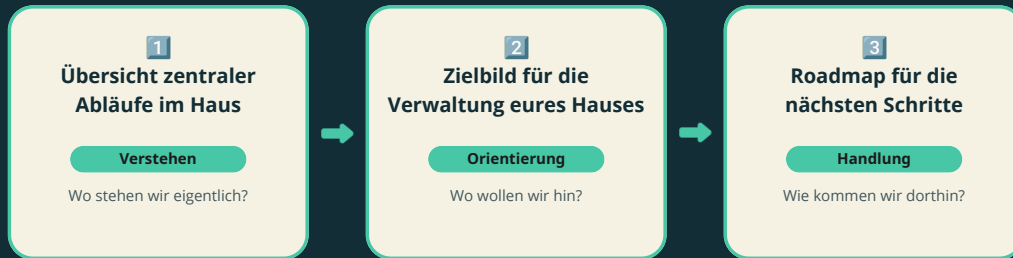 1
Übersicht zentraler
Abläufe im Haus
Verstehen
Wo stehen wir eigentlich?
2
Zielbild für die
Verwaltung eures Hauses
Orientierung
Wo wollen wir hin?
3
Roadmap für die
nächsten Schritte
Handlung
Wie kommen wir dorthin?